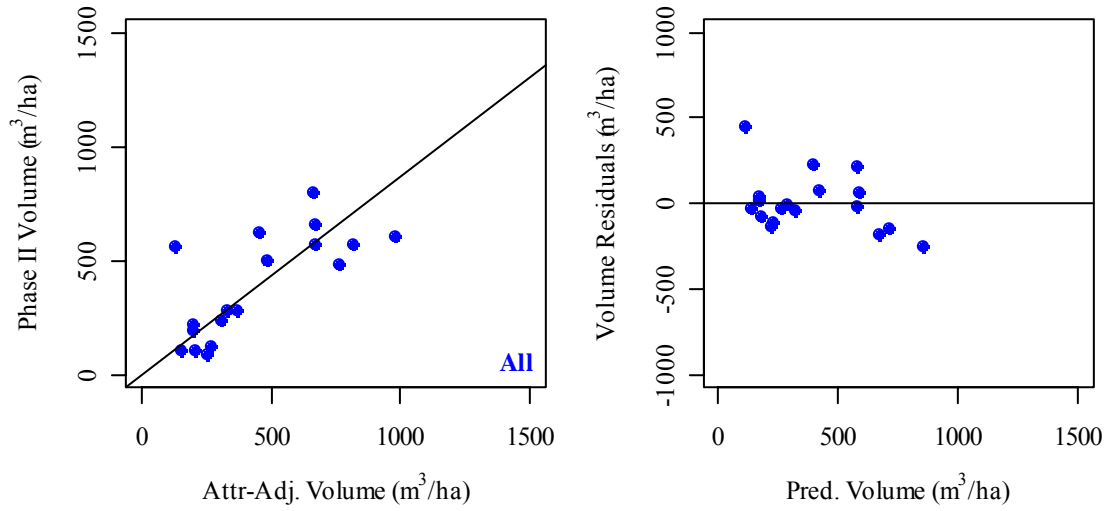 Phase II Volume (m³/ha)
1500
1000
500
0
All
0 500 1000 1500
Attr-Adj. Volume (m³/ha)
Volume Residuals (m³/ha)
1000
500
0
-500
-1000
0 500 1000 1500
Pred. Volume (m³/ha)